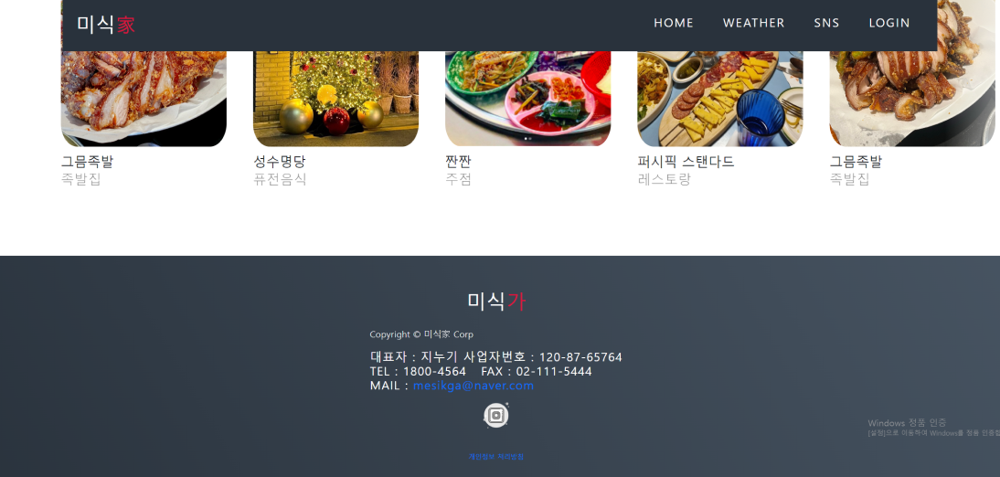 미식家
HOME WEATHER SNS LOGIN
그믐족발
족발집
성수명당
퓨전음식
짠짠
주점
퍼시픽 스탠다드
레스토랑
그믐족발
족발집
미식가
Copyright © 미식家 Corp
대표자 : 지누기 사업자번호 : 120-87-65764
TEL : 1800-4564 FAX : 02-111-5444
MAIL : mesikga@naver.com
개인정보 처리방침
Windows 정품 인증
[설정]으로 이동하여 Windows를 정품 인증합